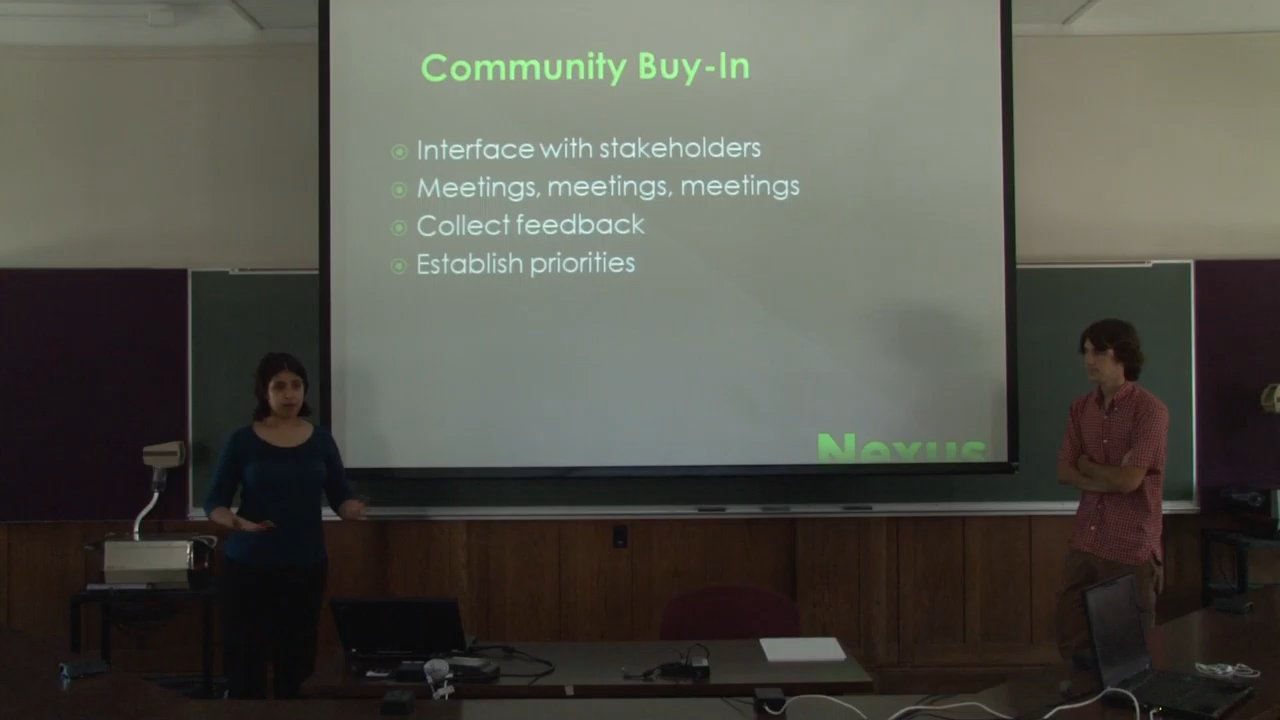 Community Buy-In
Interface with stakeholders
Meetings, meetings, meetings
Collect feedback
Establish priorities
Nexus